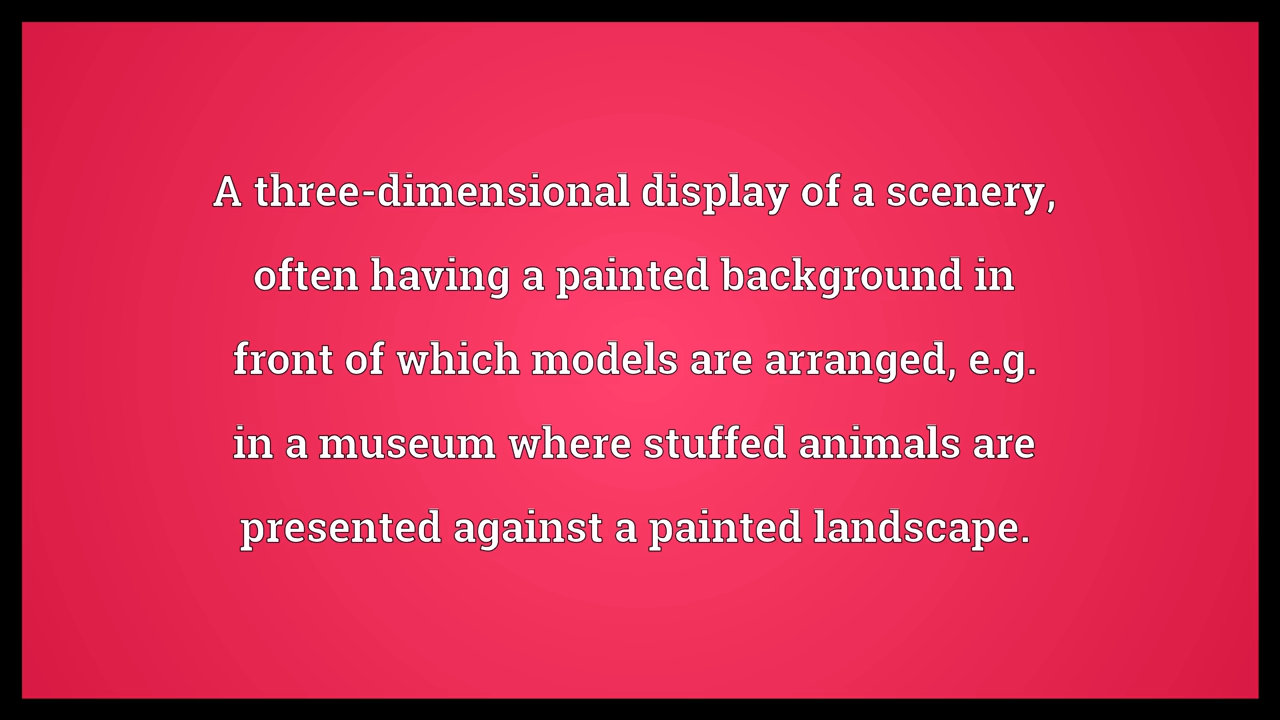 A three-dimensional display of a scenery,
often having a painted background in
front of which models are arranged, e.g.
in a museum where stuffed animals are
presented against a painted landscape.